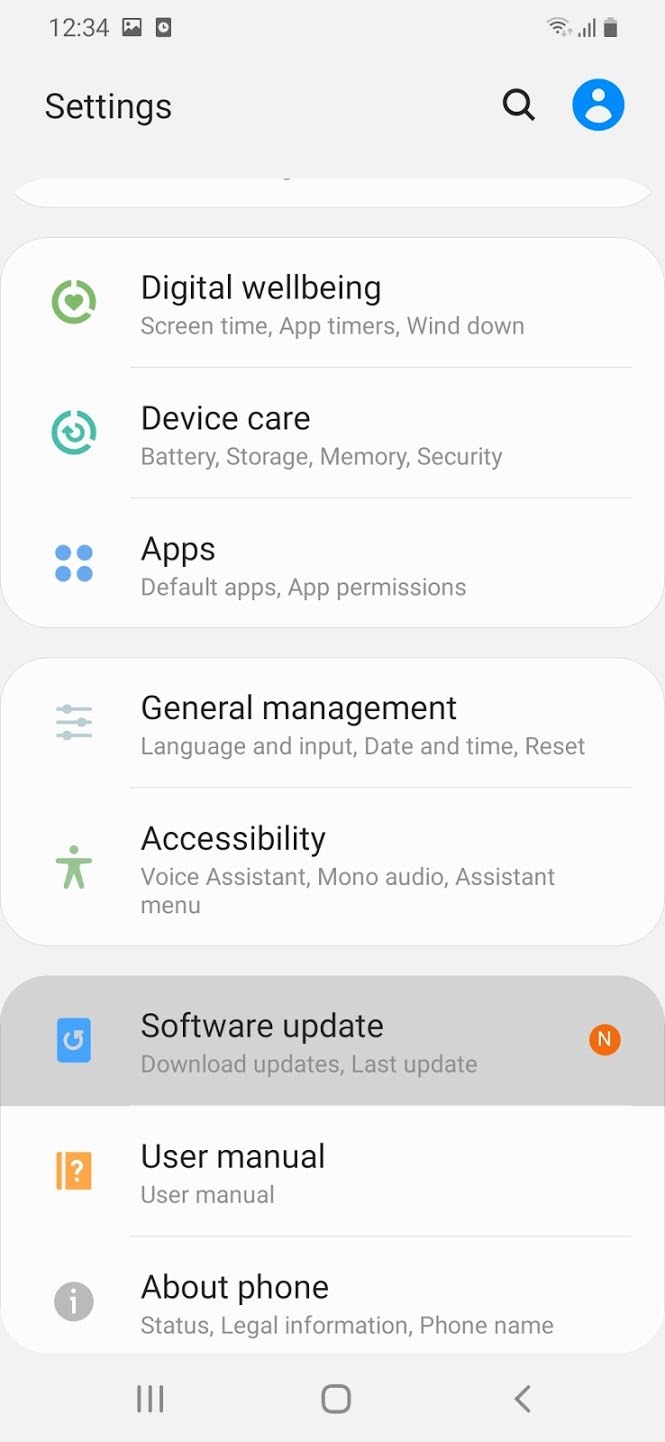 12:34
Settings
Digital wellbeing
Screen time, App timers, Wind down
Device care
Battery, Storage, Memory, Security
Apps
Default apps, App permissions
General management
Language and input, Date and time, Reset
Accessibility
Voice Assistant, Mono audio, Assistant
menu
Software update
N
Download updates, Last update
User manual
User manual
About phone
Status, Legal information, Phone name